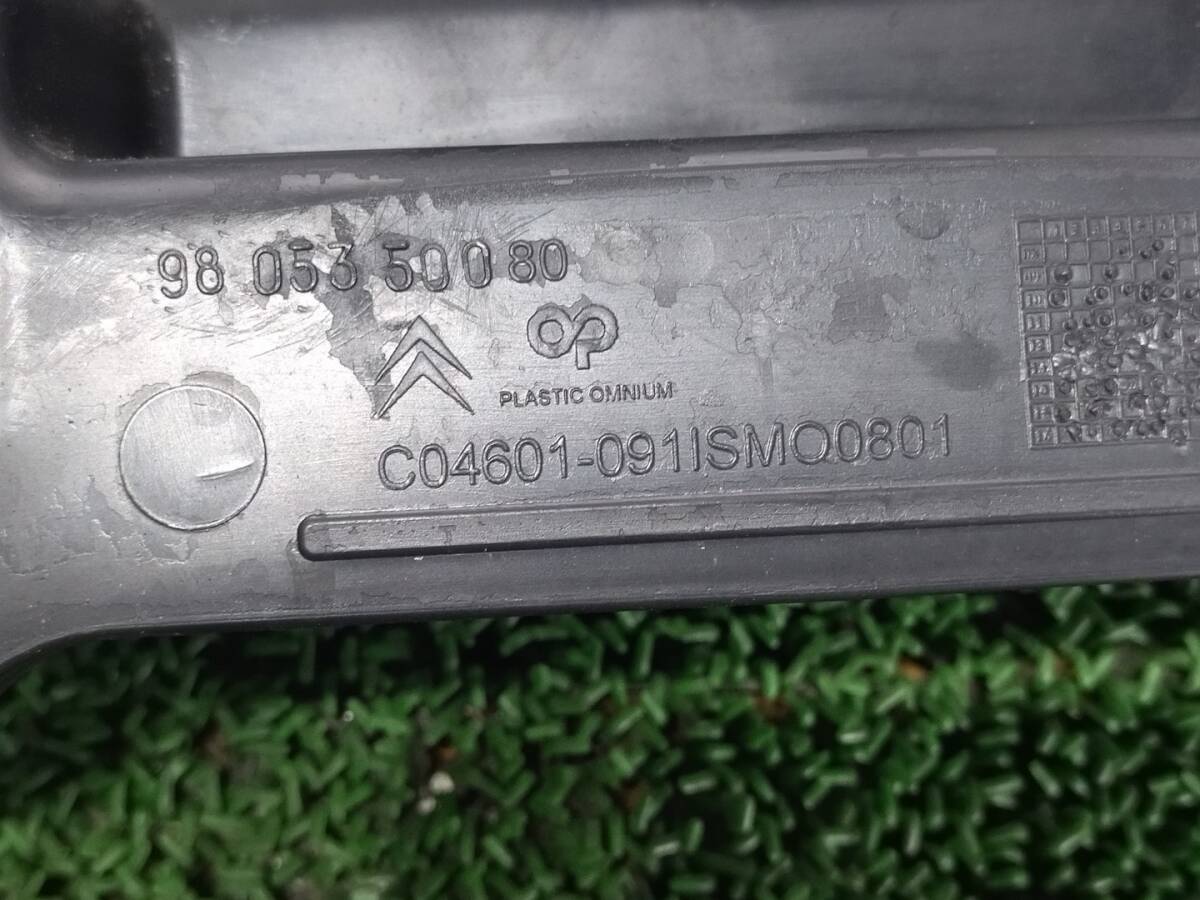 98 053 500 80
PLASTIC OMNIUM
C04601-091ISMO0801